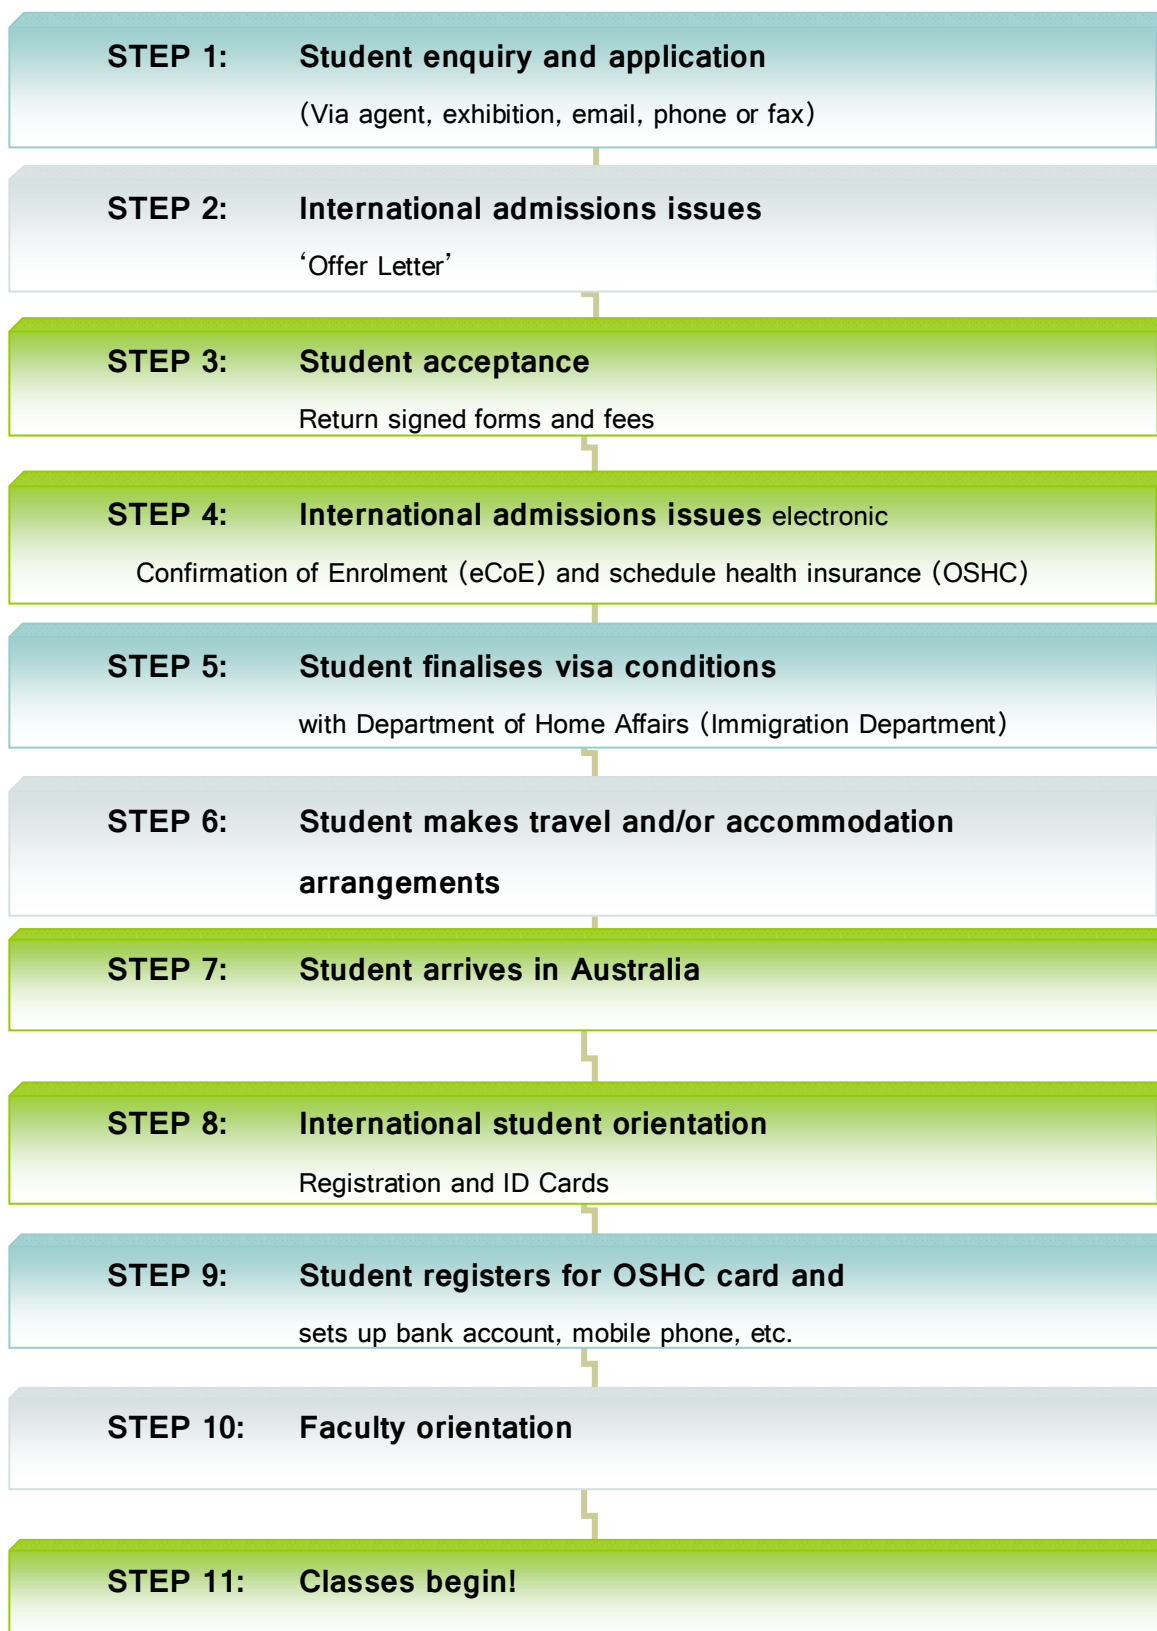 STEP 1: Student enquiry and application
(Via agent, exhibition, email, phone or fax)
STEP 2: International admissions issues
‘Offer Letter’
STEP 3: Student acceptance
Return signed forms and fees
STEP 4: International admissions issues electronic
Confirmation of Enrolment (eCoE) and schedule health insurance (OSHC)
STEP 5: Student finalises visa conditions
with Department of Home Affairs (Immigration Department)
STEP 6: Student makes travel and/or accommodation
arrangements
STEP 7: Student arrives in Australia
STEP 8: International student orientation
Registration and ID Cards
STEP 9: Student registers for OSHC card and
sets up bank account, mobile phone, etc.
STEP 10: Faculty orientation
STEP 11: Classes begin!